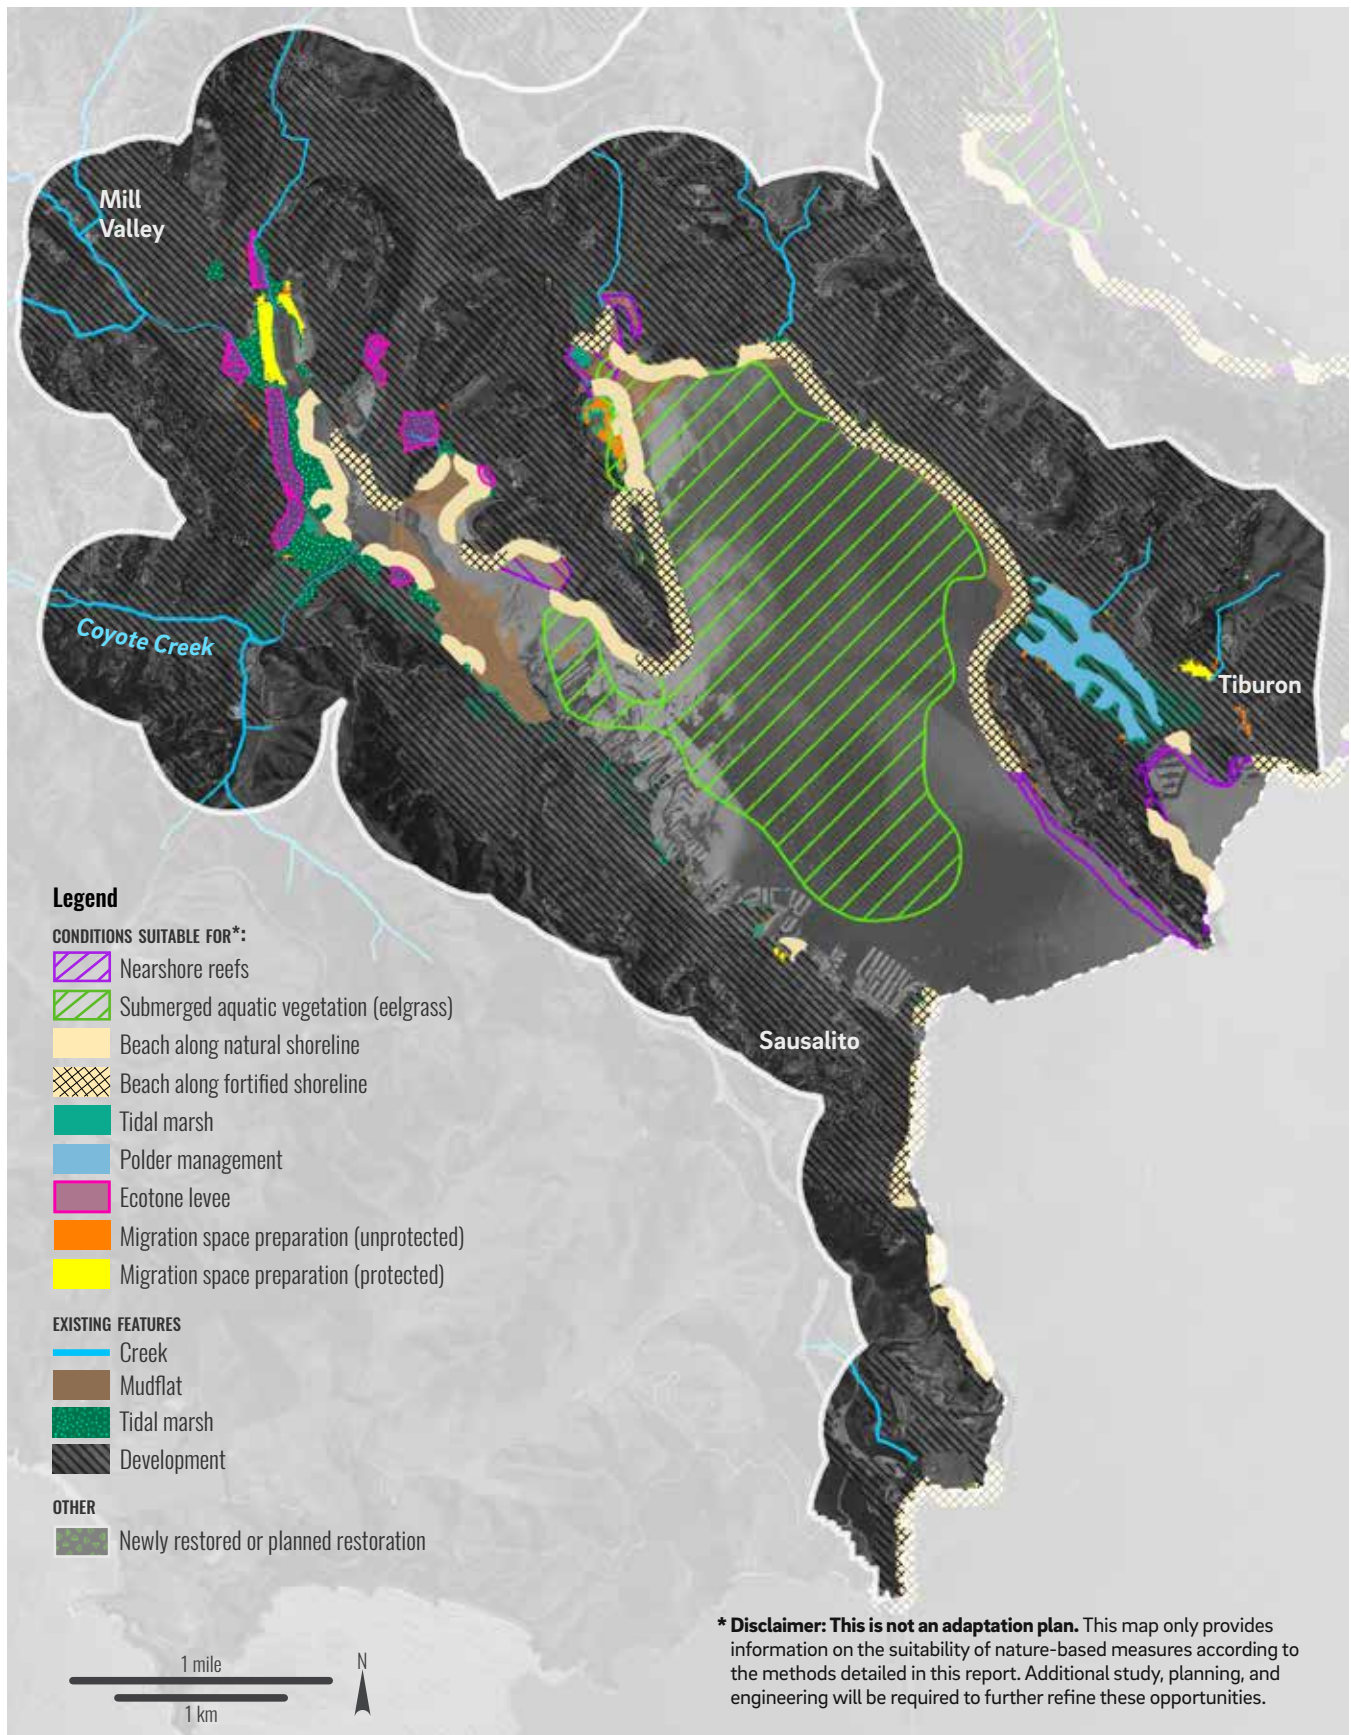 Mill
Valley
Coyote Creek
Tiburon
Sausalito
Legend
CONDITIONS SUITABLE FOR*:
Nearshore reefs
Submerged aquatic vegetation (eelgrass)
Beach along natural shoreline
Beach along fortified shoreline
Tidal marsh
Polder management
Ecotone levee
Migration space preparation (unprotected)
Migration space preparation (protected)
EXISTING FEATURES
Creek
Mudflat
Tidal marsh
Development
OTHER
Newly restored or planned restoration
1 mile
1 km
N
* Disclaimer: This is not an adaptation plan. This map only provides
information on the suitability of nature-based measures according to
the methods detailed in this report. Additional study, planning, and
engineering will be required to further refine these opportunities.